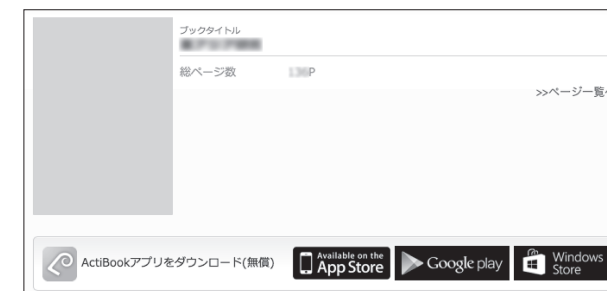 ブックタイトル
総ページ数 P
>>ページ一覧へ
ActiBookアプリをダウンロード(無償)
Available on the
App Store
Google play
Windows
Store